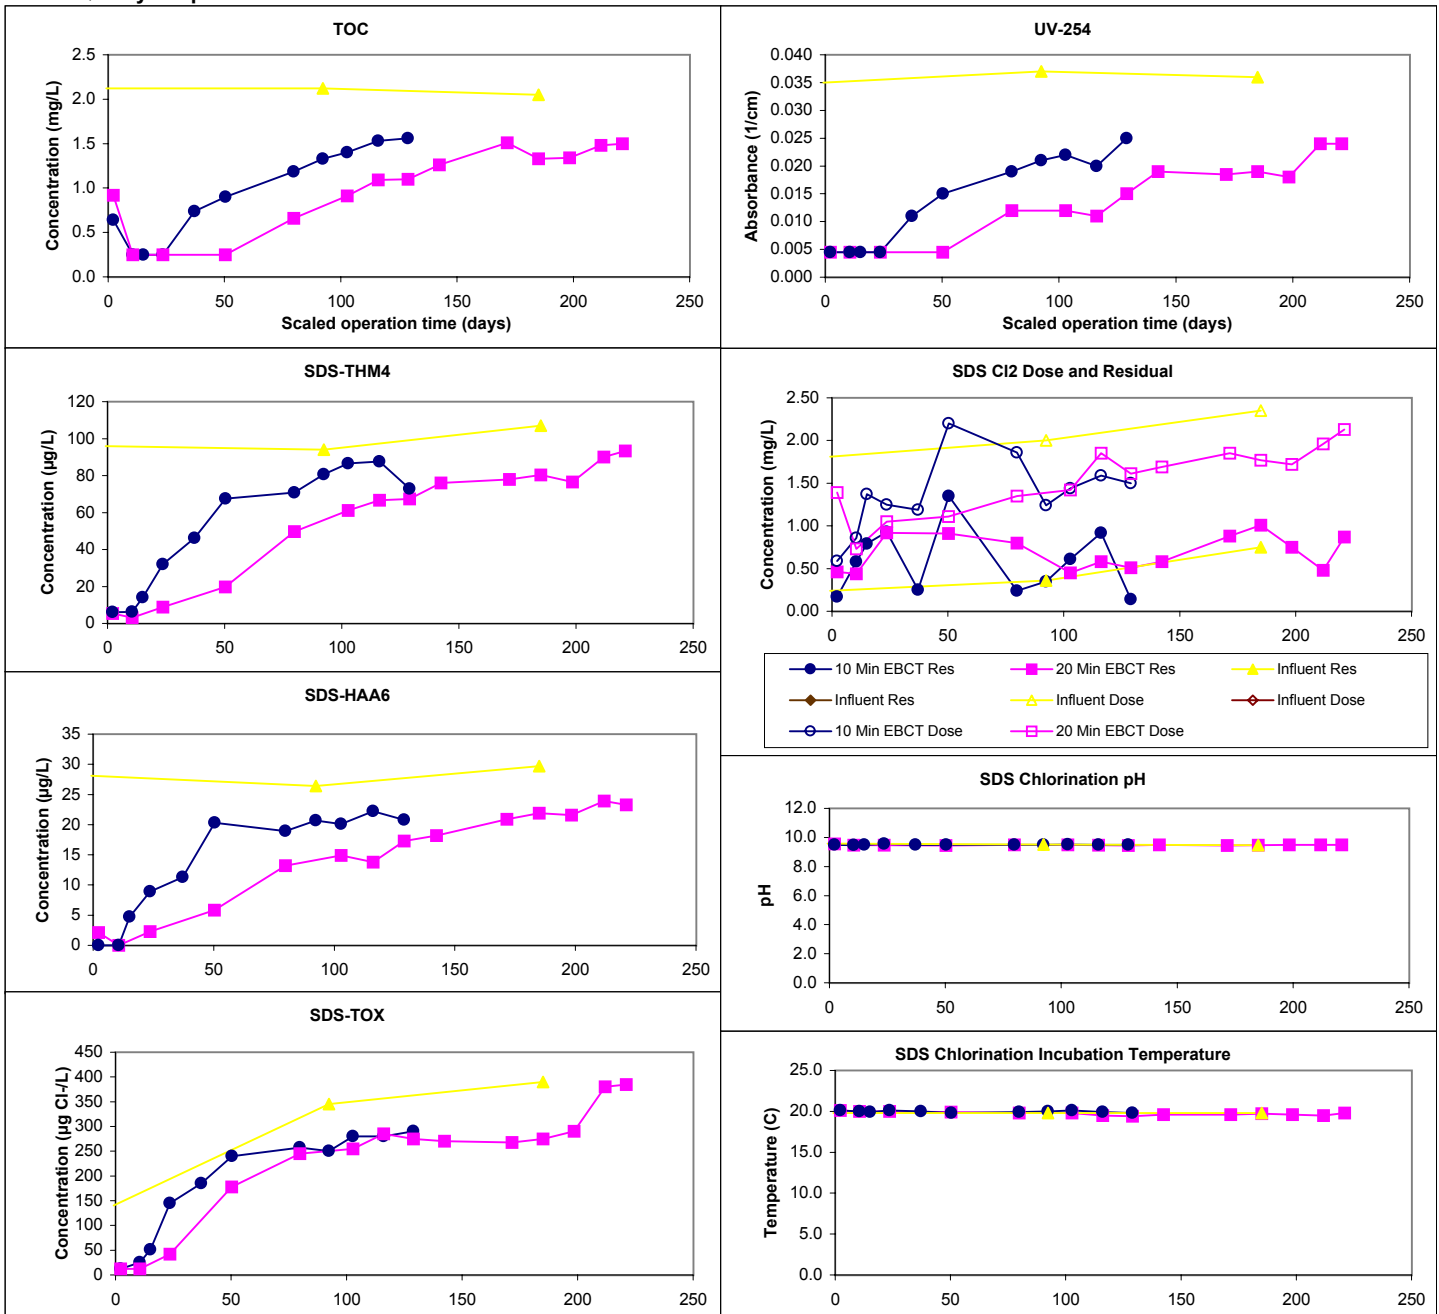 TOC
2.5
2.0
1.5
1.0
0.5
0.0
Concentration (mg/L)
0 50 100 150 200 250
Scaled operation time (days)
UV-254
0.040
0.035
0.030
0.025
0.020
0.015
0.010
0.005
0.000
Absorbance (1/cm)
0 50 100 150 200 250
Scaled operation time (days)
SDS-THM4
120
100
80
60
40
20
0
Concentration (µg/L)
0 50 100 150 200 250
SDS Cl2 Dose and Residual
2.50
2.00
1.50
1.00
0.50
0.00
Concentration (mg/L)
0 50 100 150 200 250
10 Min EBCT Res 20 Min EBCT Res Influent Res
Influent Res Influent Dose Influent Dose
10 Min EBCT Dose 20 Min EBCT Dose
SDS-HAA6
35
30
25
20
15
10
5
0
Concentration (µg/L)
0 50 100 150 200 250
SDS Chlorination pH
12.0
10.0
8.0
6.0
4.0
2.0
0.0
pH
0 50 100 150 200 250
SDS-TOX
450
400
350
300
250
200
150
100
50
0
Concentration (µg Cl-/L)
0 50 100 150 200 250
SDS Chlorination Incubation Temperature
25.0
20.0
15.0
10.0
5.0
0.0
Temperature (C)
0 50 100 150 200 250